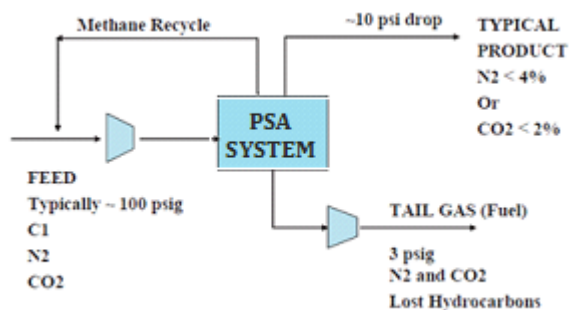 Methane Recycle
~10 psi drop
TYPICAL
PRODUCT
N2 < 4%
Or
CO2 < 2%
PSA
SYSTEM
FEED
Typically ~ 100 psig
C1
N2
CO2
TAIL GAS (Fuel)
3 psig
N2 and CO2
Lost Hydrocarbons